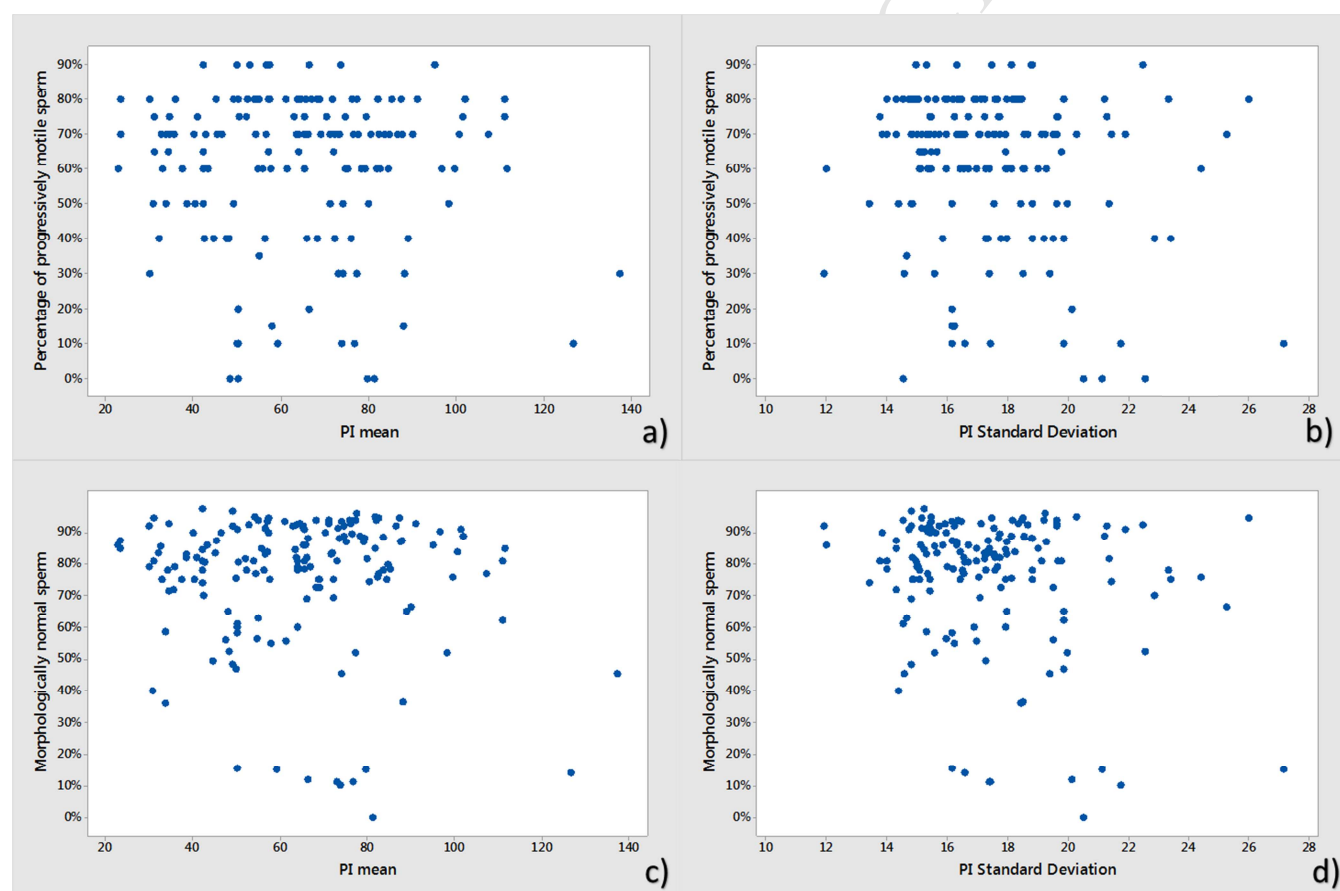 Percentage of progressively motile sperm
90%
80%
70%
60%
50%
40%
30%
20%
10%
0%
20 40 60 80 100 120 140
PI mean
a)
Percentage of progressively motile sperm
90%
80%
70%
60%
50%
40%
30%
20%
10%
0%
10 12 14 16 18 20 22 24 26 28
PI Standard Deviation
b)
Morphologically normal sperm
90%
80%
70%
60%
50%
40%
30%
20%
10%
0%
20 40 60 80 100 120 140
PI mean
c)
Morphologically normal sperm
90%
80%
70%
60%
50%
40%
30%
20%
10%
0%
10 12 14 16 18 20 22 24 26 28
PI Standard Deviation
d)